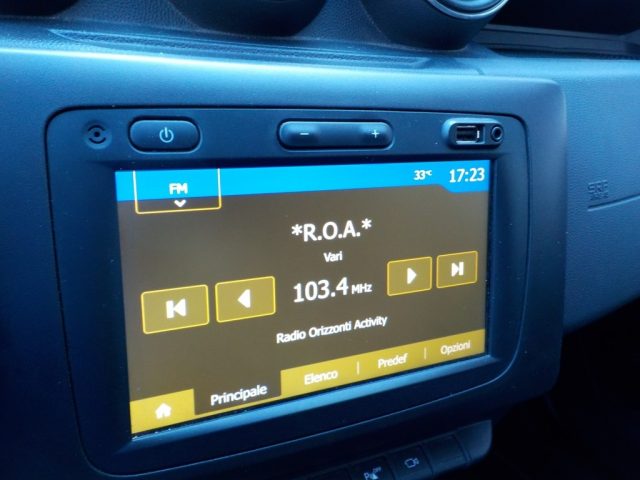 FM
33°C 17:23
*R.O.A.*
Vari
103.4 MHz
Radio Orizzonti Activity
Principale Elenco Predef Opzioni